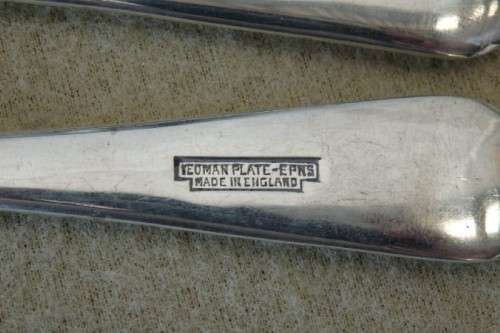 YEOMAN PLATE-EPNS
MADE IN ENGLAND